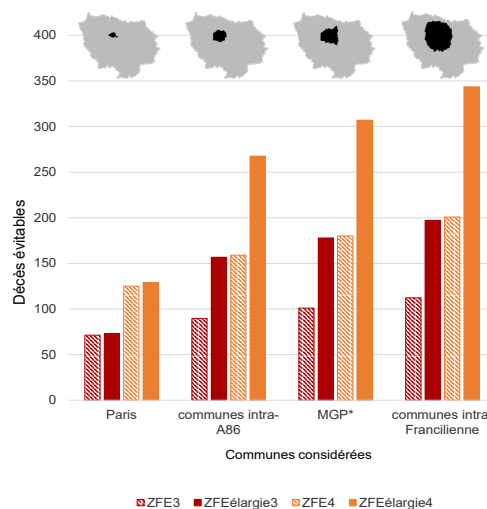 400
350
300
250
200
150
100
50
0
Décès évitables
Paris
communes intra-
A86
MGP*
communes intra
Francilienne
Communes considérées
ZFE3
ZFEélargie3
ZFE4
ZFEélargie4